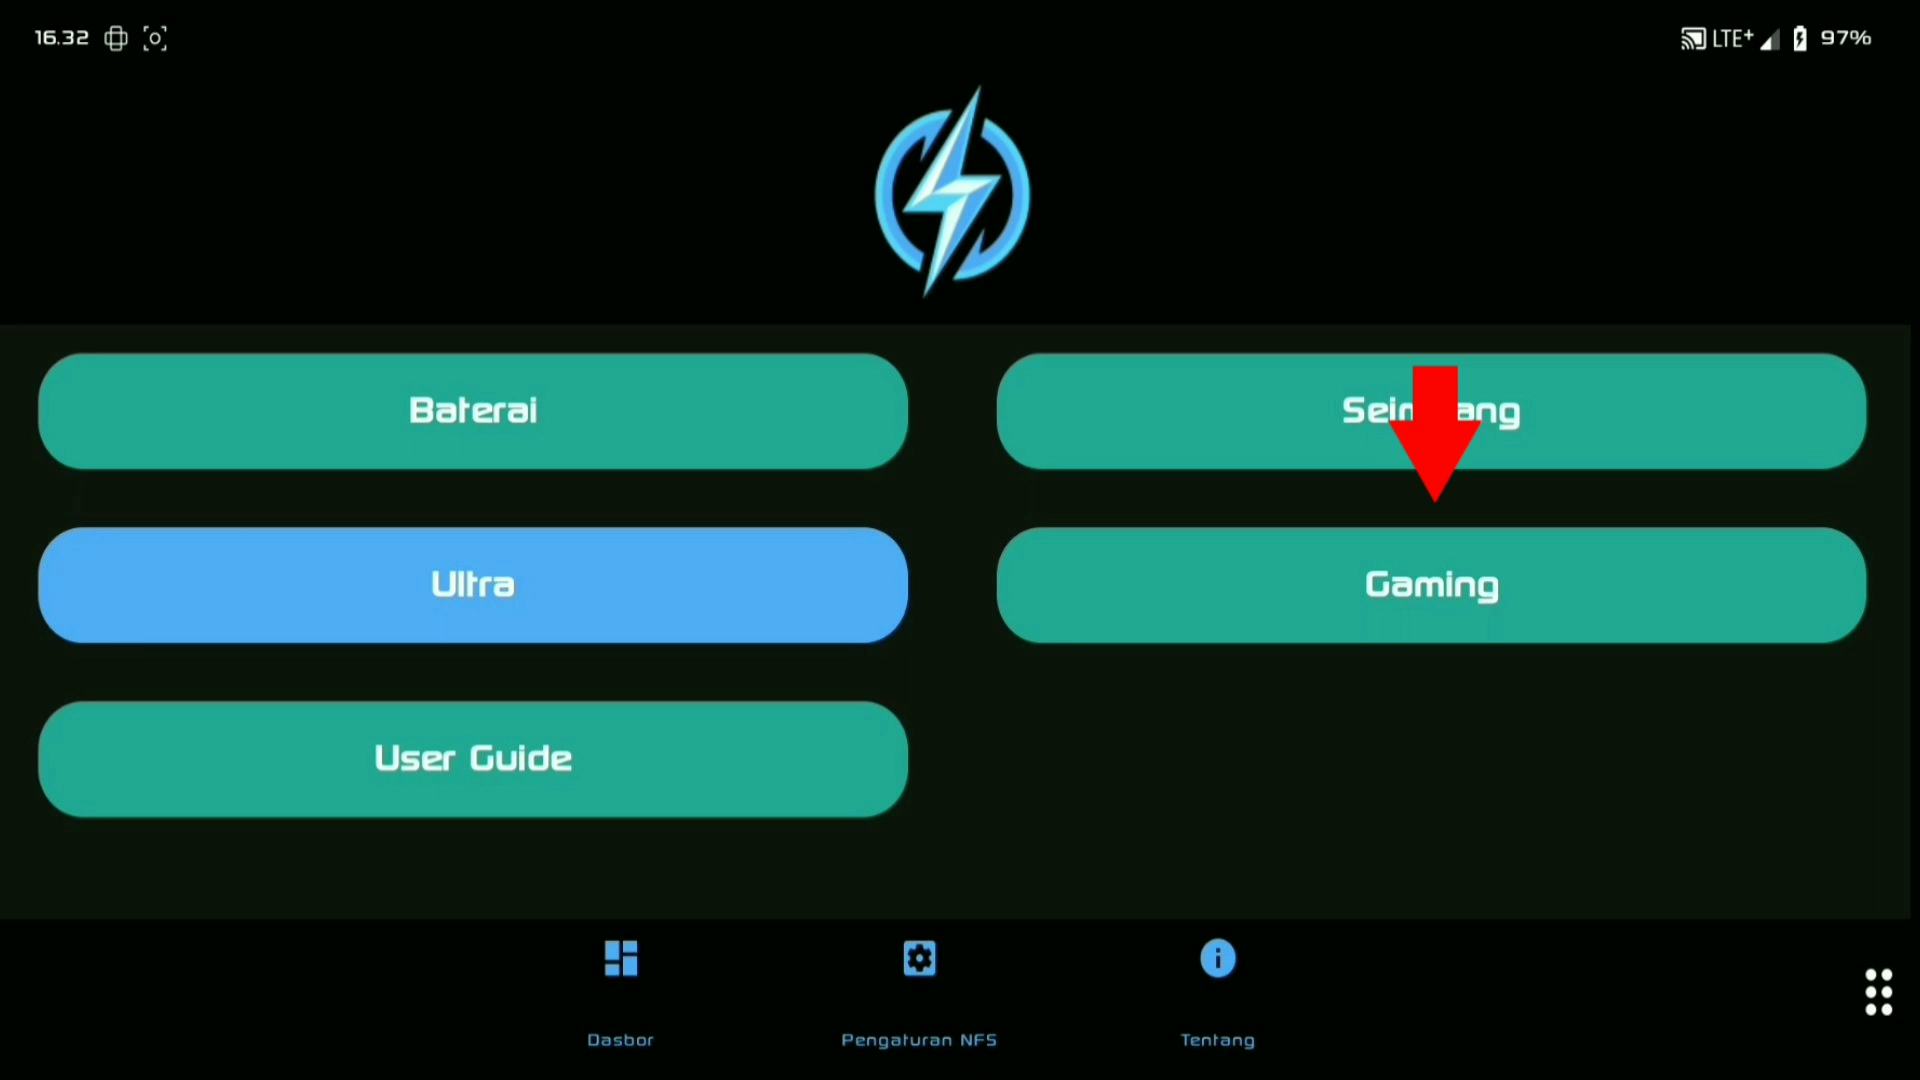 16.32
LTE+ 97%
Baterai
Ultra
Gaming
User Guide
Dasbor
Pengaturan NFS
Tentang